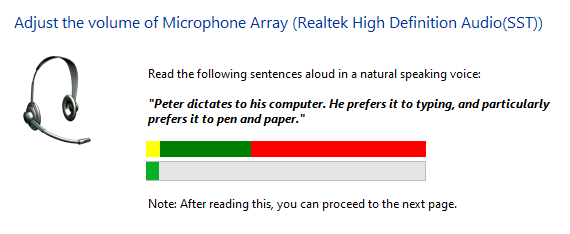 Adjust the volume of Microphone Array (Realtek High Definition Audio(SST))
Read the following sentences aloud in a natural speaking voice:
"Peter dictates to his computer. He prefers it to typing, and particularly
prefers it to pen and paper."
Note: After reading this, you can proceed to the next page.